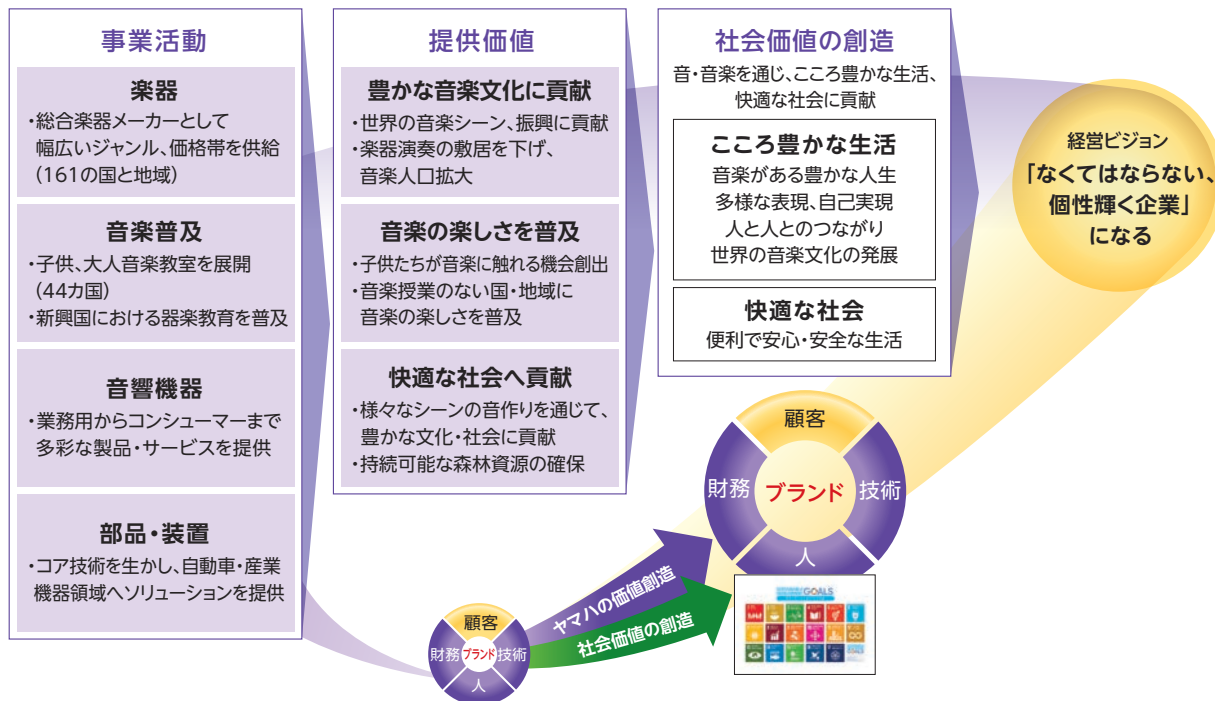 事業活動
楽器
・総合楽器メーカーとして
幅広いジャンル、価格帯を供給
(161の国と地域)
音楽普及
・子供、大人音楽教室を展開
(44カ国)
・新興国における器楽教育を普及
音響機器
・業務用からコンシューマーまで
多彩な製品・サービスを提供
部品・装置
・コア技術を生かし、自動車・産業
機器領域へソリューションを提供
提供価値
豊かな音楽文化に貢献
・世界の音楽シーン、振興に貢献
・楽器演奏の敷居を下げ、
音楽人口拡大
音楽の楽しさを普及
・子供たちが音楽に触れる機会創出
・音楽授業のない国・地域に
音楽の楽しさを普及
快適な社会へ貢献
・様々なシーンの音作りを通じて、
豊かな文化・社会に貢献
・持続可能な森林資源の確保
社会価値の創造
音・音楽を通じ、こころ豊かな生活、
快適な社会に貢献
こころ豊かな生活
音楽がある豊かな人生
多様な表現、自己実現
人と人とのつながり
世界の音楽文化の発展
快適な社会
便利で安心・安全な生活
経営ビジョン
「なくてはならない、
個性輝く企業」
になる
顧客
財務
ブランド
技術
人
ヤマハの価値創造
社会価値の創造
顧客
財務
ブランド
技術
人
GOALS